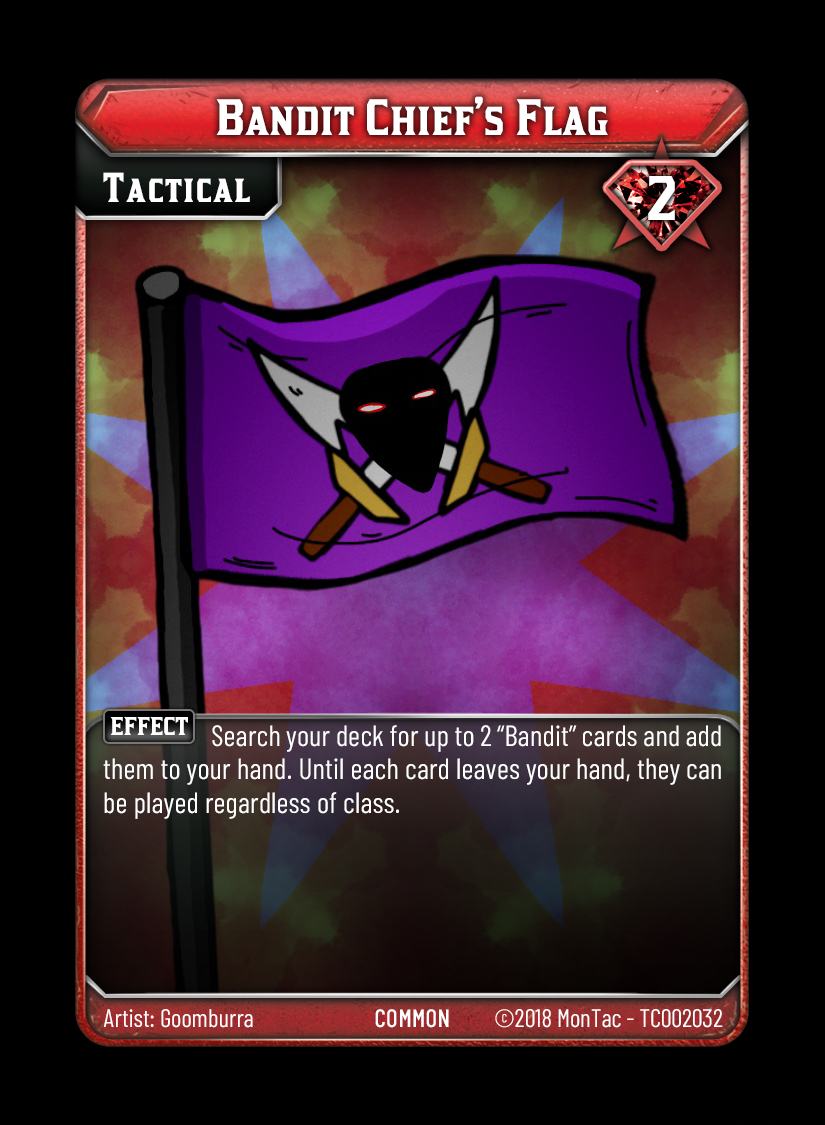 Bandit Chief's Flag
Tactical
2
EFFECT Search your deck for up to 2 “Bandit” cards and add
them to your hand. Until each card leaves your hand, they can
be played regardless of class.
Artist: Goomburra COMMON ©2018 MonTac - TC002032